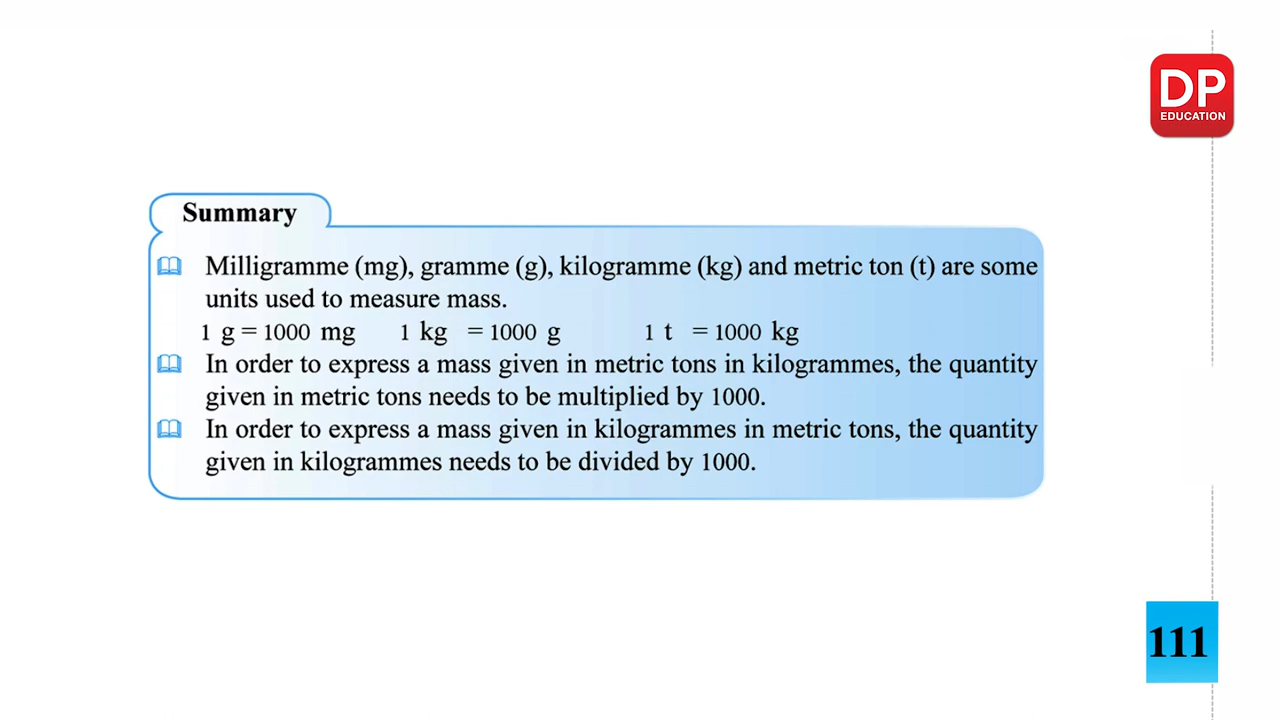 DP
EDUCATION
Summary
Milligramme (mg), gramme (g), kilogramme (kg) and metric ton (t) are some
units used to measure mass.
1 g = 1000 mg 1 kg = 1000 g 1 t = 1000 kg
In order to express a mass given in metric tons in kilogrammes, the quantity
given in metric tons needs to be multiplied by 1000.
In order to express a mass given in kilogrammes in metric tons, the quantity
given in kilogrammes needs to be divided by 1000.
111